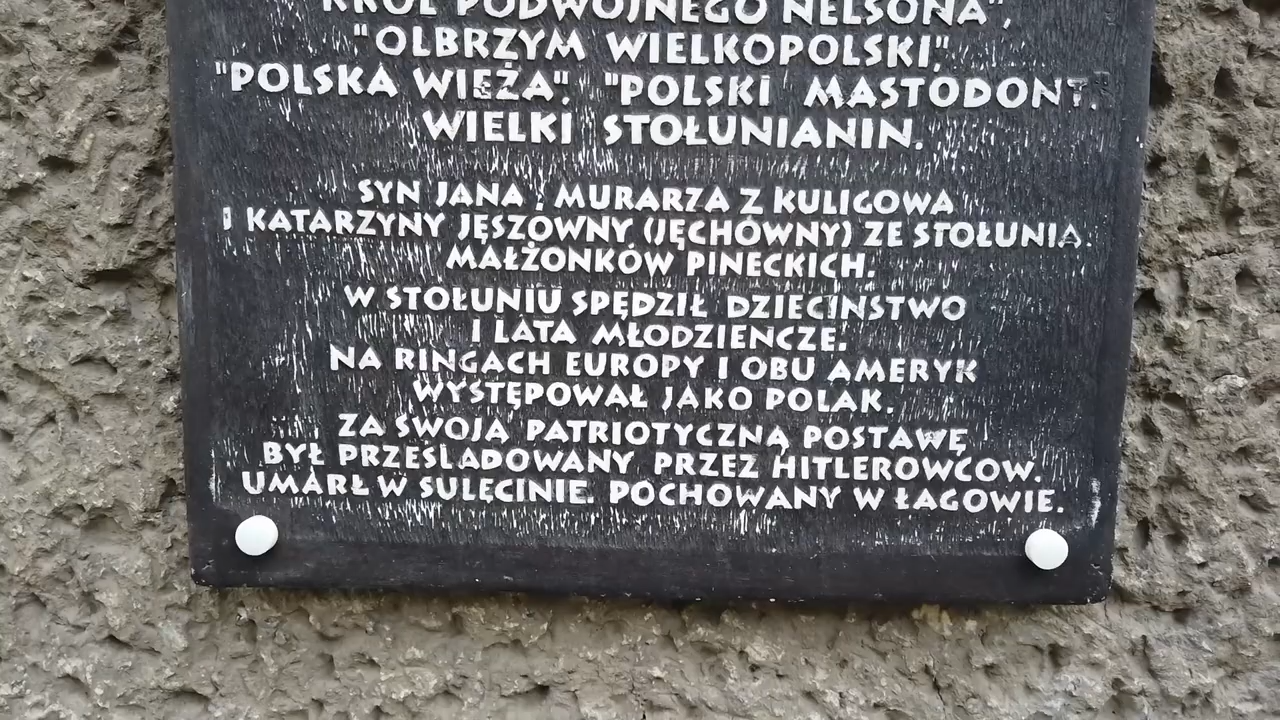 "KRÓL PODWÓJNEGO NELSONA",
"OLBRZYM WIELKOPOLSKI",
"POLSKA WIEŻA". "POLSKI MASTODONT.
WIELKI STOŁUNIANIN.
SYN JANA, MURARZA Z KULIGOWA
I KATARZYNY JĘSZÓWNY (JĘCHÓWNY) ZE STOŁUNIA.
MAŁŻONKÓW PINECKICH.
W STOŁUNIU SPĘDZIŁ DZIECIŃSTWO
I LATA MŁODZIEŃCZE.
NA RINGACH EUROPY I OBU AMERYK
WYSTĘPOWAŁ JAKO POLAK.
ZA SWOJĄ PATRIOTYCZNĄ POSTAWĘ
BYŁ PRZEŚLADOWANY PRZEZ HITLEROWCÓW.
UMARŁ W SULĘCINIE. POCHOWANY W ŁAGOWIE.